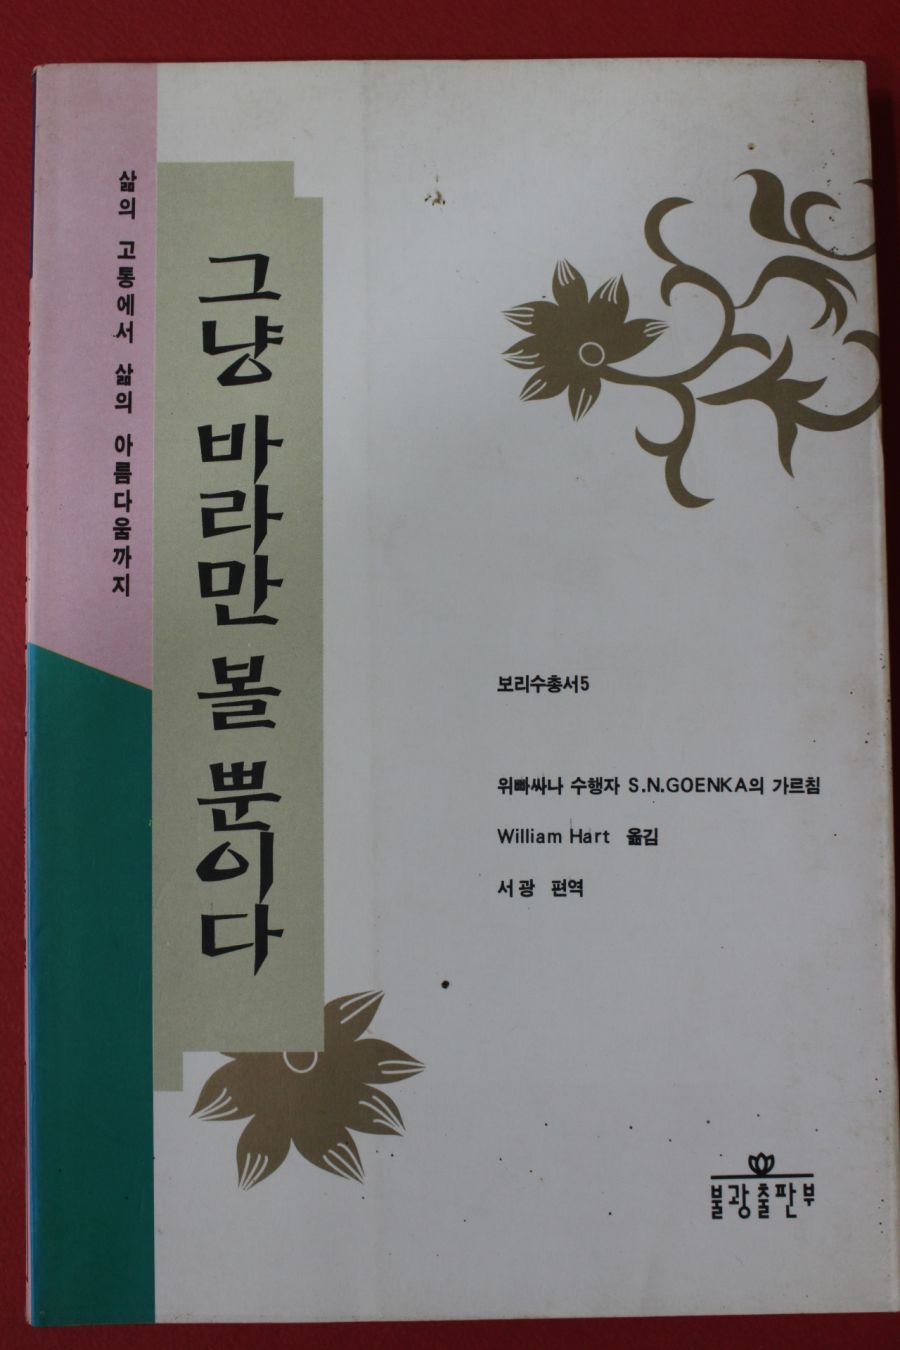 삶의 고통에서 삶의 아름다움까지
그냥 바라만 볼 뿐이다
보리수총서5
위빠싸나 수행자 S.N.GOENKA의 가르침
William Hart 옮김
서광 편역
불광출판부